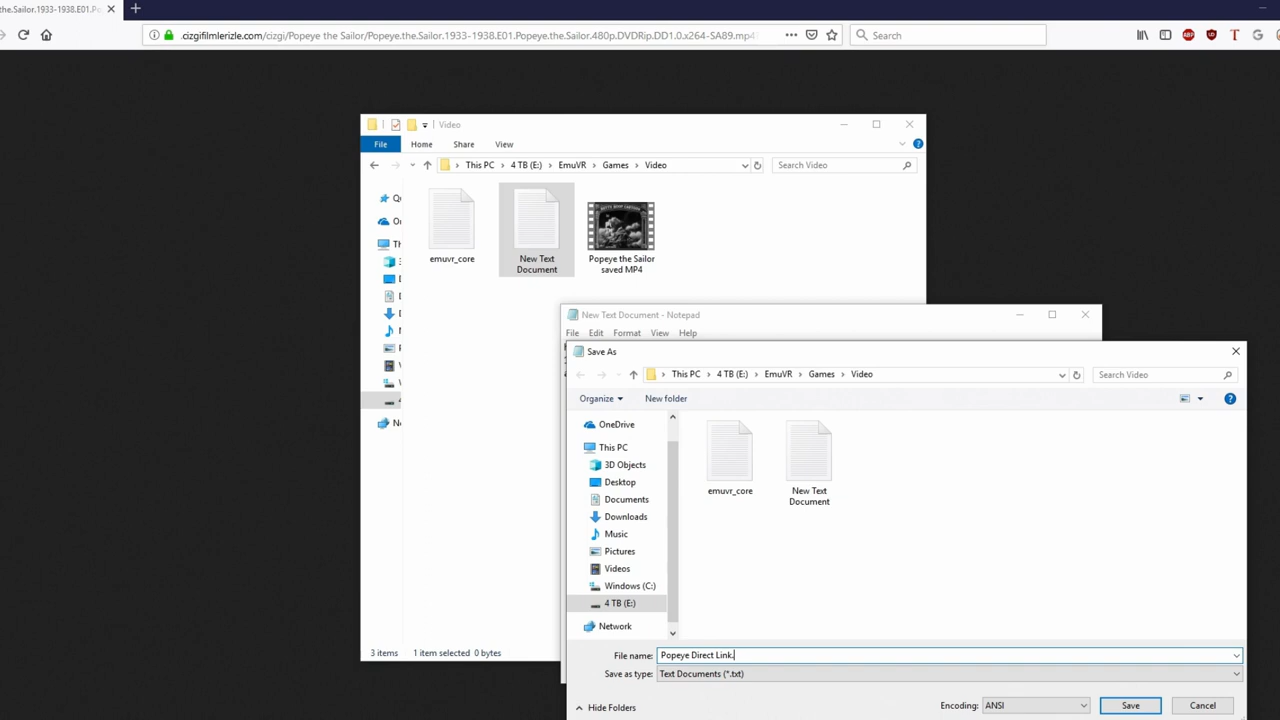 the.Sailor.1933-1938.E01.Po
.cizgifilmlerizle.com/cizgi/Popeye the Sailor/Popeye.the.Sailor.1933-1938.E01.Popeye.the.Sailor.480p.DVDRip.DD1.0.x264-SA89.mp4
Search
Video
File Home Share View
This PC > 4 TB (E:) > EmuVR > Games > Video
Search Video
emuvr_core
New Text
Document
Popeye the Sailor
saved MP4
3 items 1 item selected 0 bytes
New Text Document - Notepad
File Edit Format View Help
Save As
This PC > 4 TB (E:) > EmuVR > Games > Video
Search Video
Organize New folder
OneDrive
This PC
3D Objects
Desktop
Documents
Downloads
Music
Pictures
Videos
Windows (C:)
4 TB (E:)
Network
emuvr_core
New Text
Document
File name: Popeye Direct Link.
Save as type: Text Documents (*.txt)
Hide Folders
Encoding: ANSI
Save
Cancel